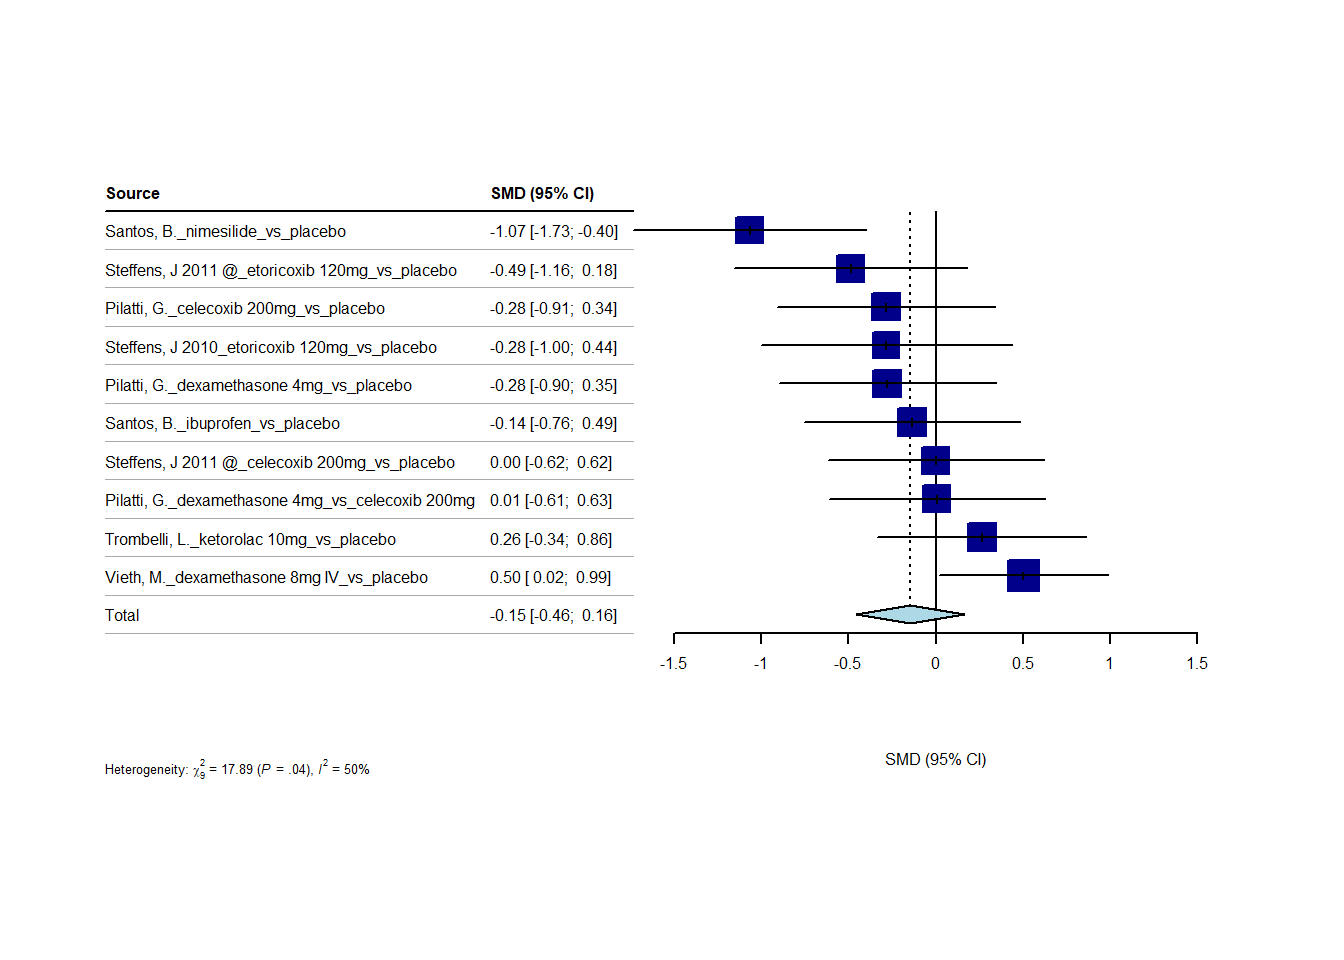 Source SMD (95% CI)
Santos, B._nimesilide_vs_placebo -1.07 [-1.73; -0.40]
Steffens, J 2011 @_etoricoxib 120mg_vs_placebo -0.49 [-1.16; 0.18]
Pilatti, G._celecoxib 200mg_vs_placebo -0.28 [-0.91; 0.34]
Steffens, J 2010_etoricoxib 120mg_vs_placebo -0.28 [-1.00; 0.44]
Pilatti, G._dexamethasone 4mg_vs_placebo -0.28 [-0.90; 0.35]
Santos, B._ibuprofen_vs_placebo -0.14 [-0.76; 0.49]
Steffens, J 2011 @_celecoxib 200mg_vs_placebo 0.00 [-0.62; 0.62]
Pilatti, G._dexamethasone 4mg_vs_celecoxib 200mg 0.01 [-0.61; 0.63]
Trombelli, L._ketorolac 10mg_vs_placebo 0.26 [-0.34; 0.86]
Vieth, M._dexamethasone 8mg IV_vs_placebo 0.50 [ 0.02; 0.99]
Total -0.15 [-0.46; 0.16]
-1.5 -1 -0.5 0 0.5 1 1.5
SMD (95% CI)
Heterogeneity: χ²₉ = 17.89 (P = .04), I² = 50%